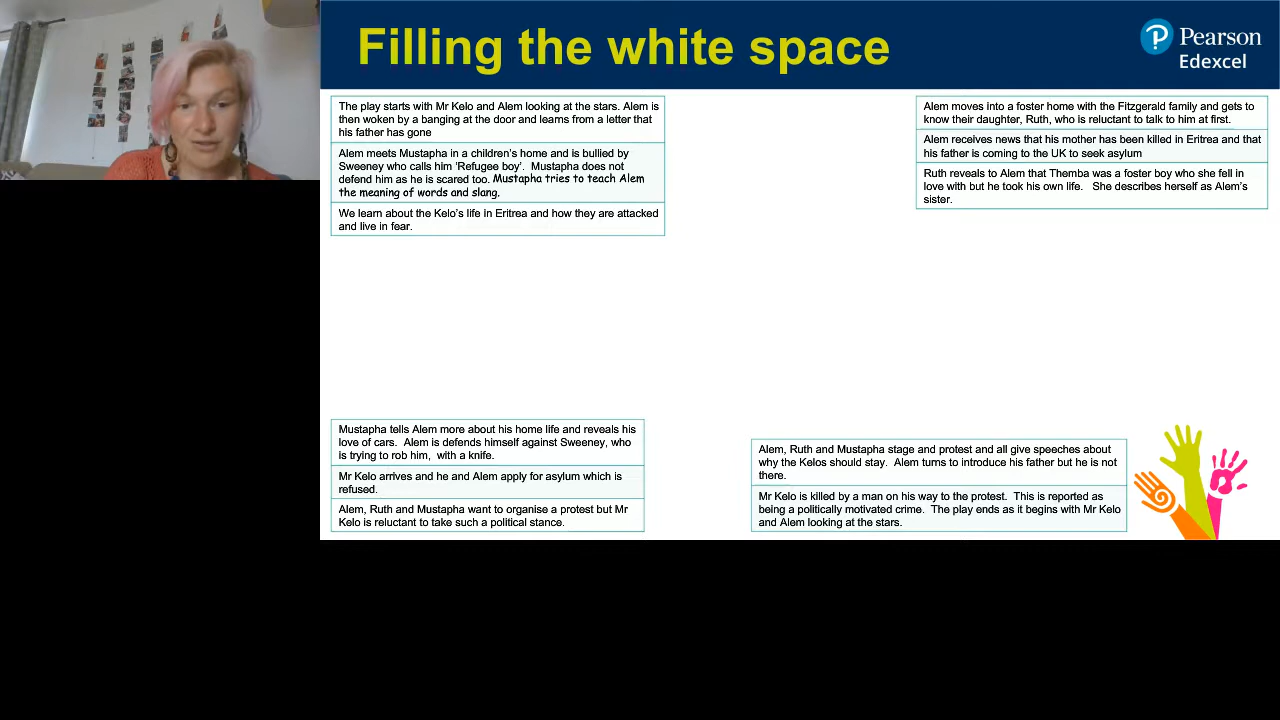 Filling the white space
Pearson
Edexcel
The play starts with Mr Kelo and Alem looking at the stars. Alem is
then woken by a banging at the door and learns from a letter that
his father has gone
Alem meets Mustapha in a children's home and is bullied by
Sweeney who calls him 'Refugee boy'. Mustapha does not
defend him as he is scared too. Mustapha tries to teach Alem
the meaning of words and slang.
We learn about the Kelo's life in Eritrea and how they are attacked
and live in fear.
Alem moves into a foster home with the Fitzgerald family and gets to
know their daughter, Ruth, who is reluctant to talk to him at first.
Alem receives news that his mother has been killed in Eritrea and that
his father is coming to the UK to seek asylum
Ruth reveals to Alem that Themba was a foster boy who she fell in
love with but he took his own life. She describes herself as Alem's
sister.
Mustapha tells Alem more about his home life and reveals his
love of cars. Alem is defends himself against Sweeney, who
is trying to rob him, with a knife.
Mr Kelo arrives and he and Alem apply for asylum which is
refused.
Alem, Ruth and Mustapha want to organise a protest but Mr
Kelo is reluctant to take such a political stance.
Alem, Ruth and Mustapha stage and protest and all give speeches about
why the Kelos should stay. Alem turns to introduce his father but he is not
there.
Mr Kelo is killed by a man on his way to the protest. This is reported as
being a politically motivated crime. The play ends as it begins with Mr Kelo
and Alem looking at the stars.